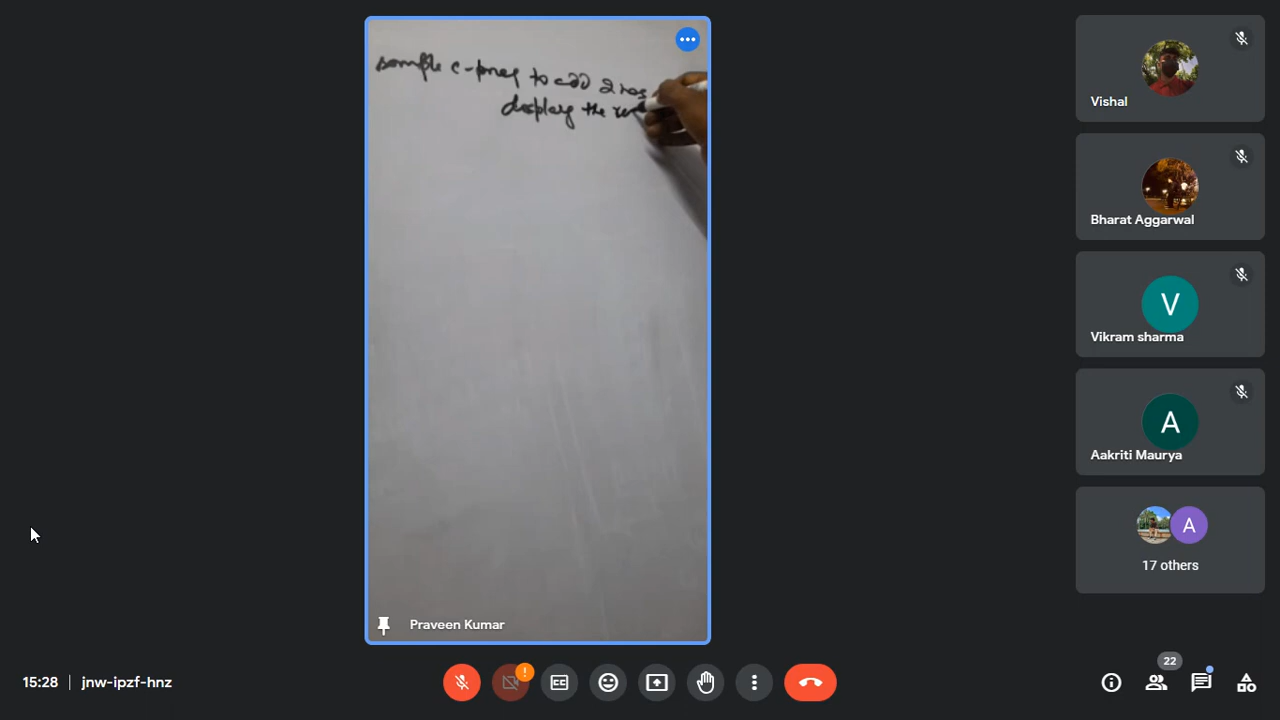 sample c-prog to add 2 nos
display the
Praveen Kumar
Vishal
Bharat Aggarwal
V
Vikram sharma
A
Aakriti Maurya
A
17 others
15:28 | jnw-ipzf-hnz
22